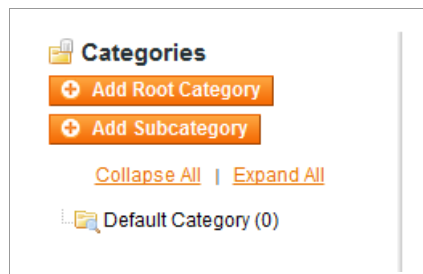 Categories
Add Root Category
Add Subcategory
Collapse All | Expand All
Default Category (0)